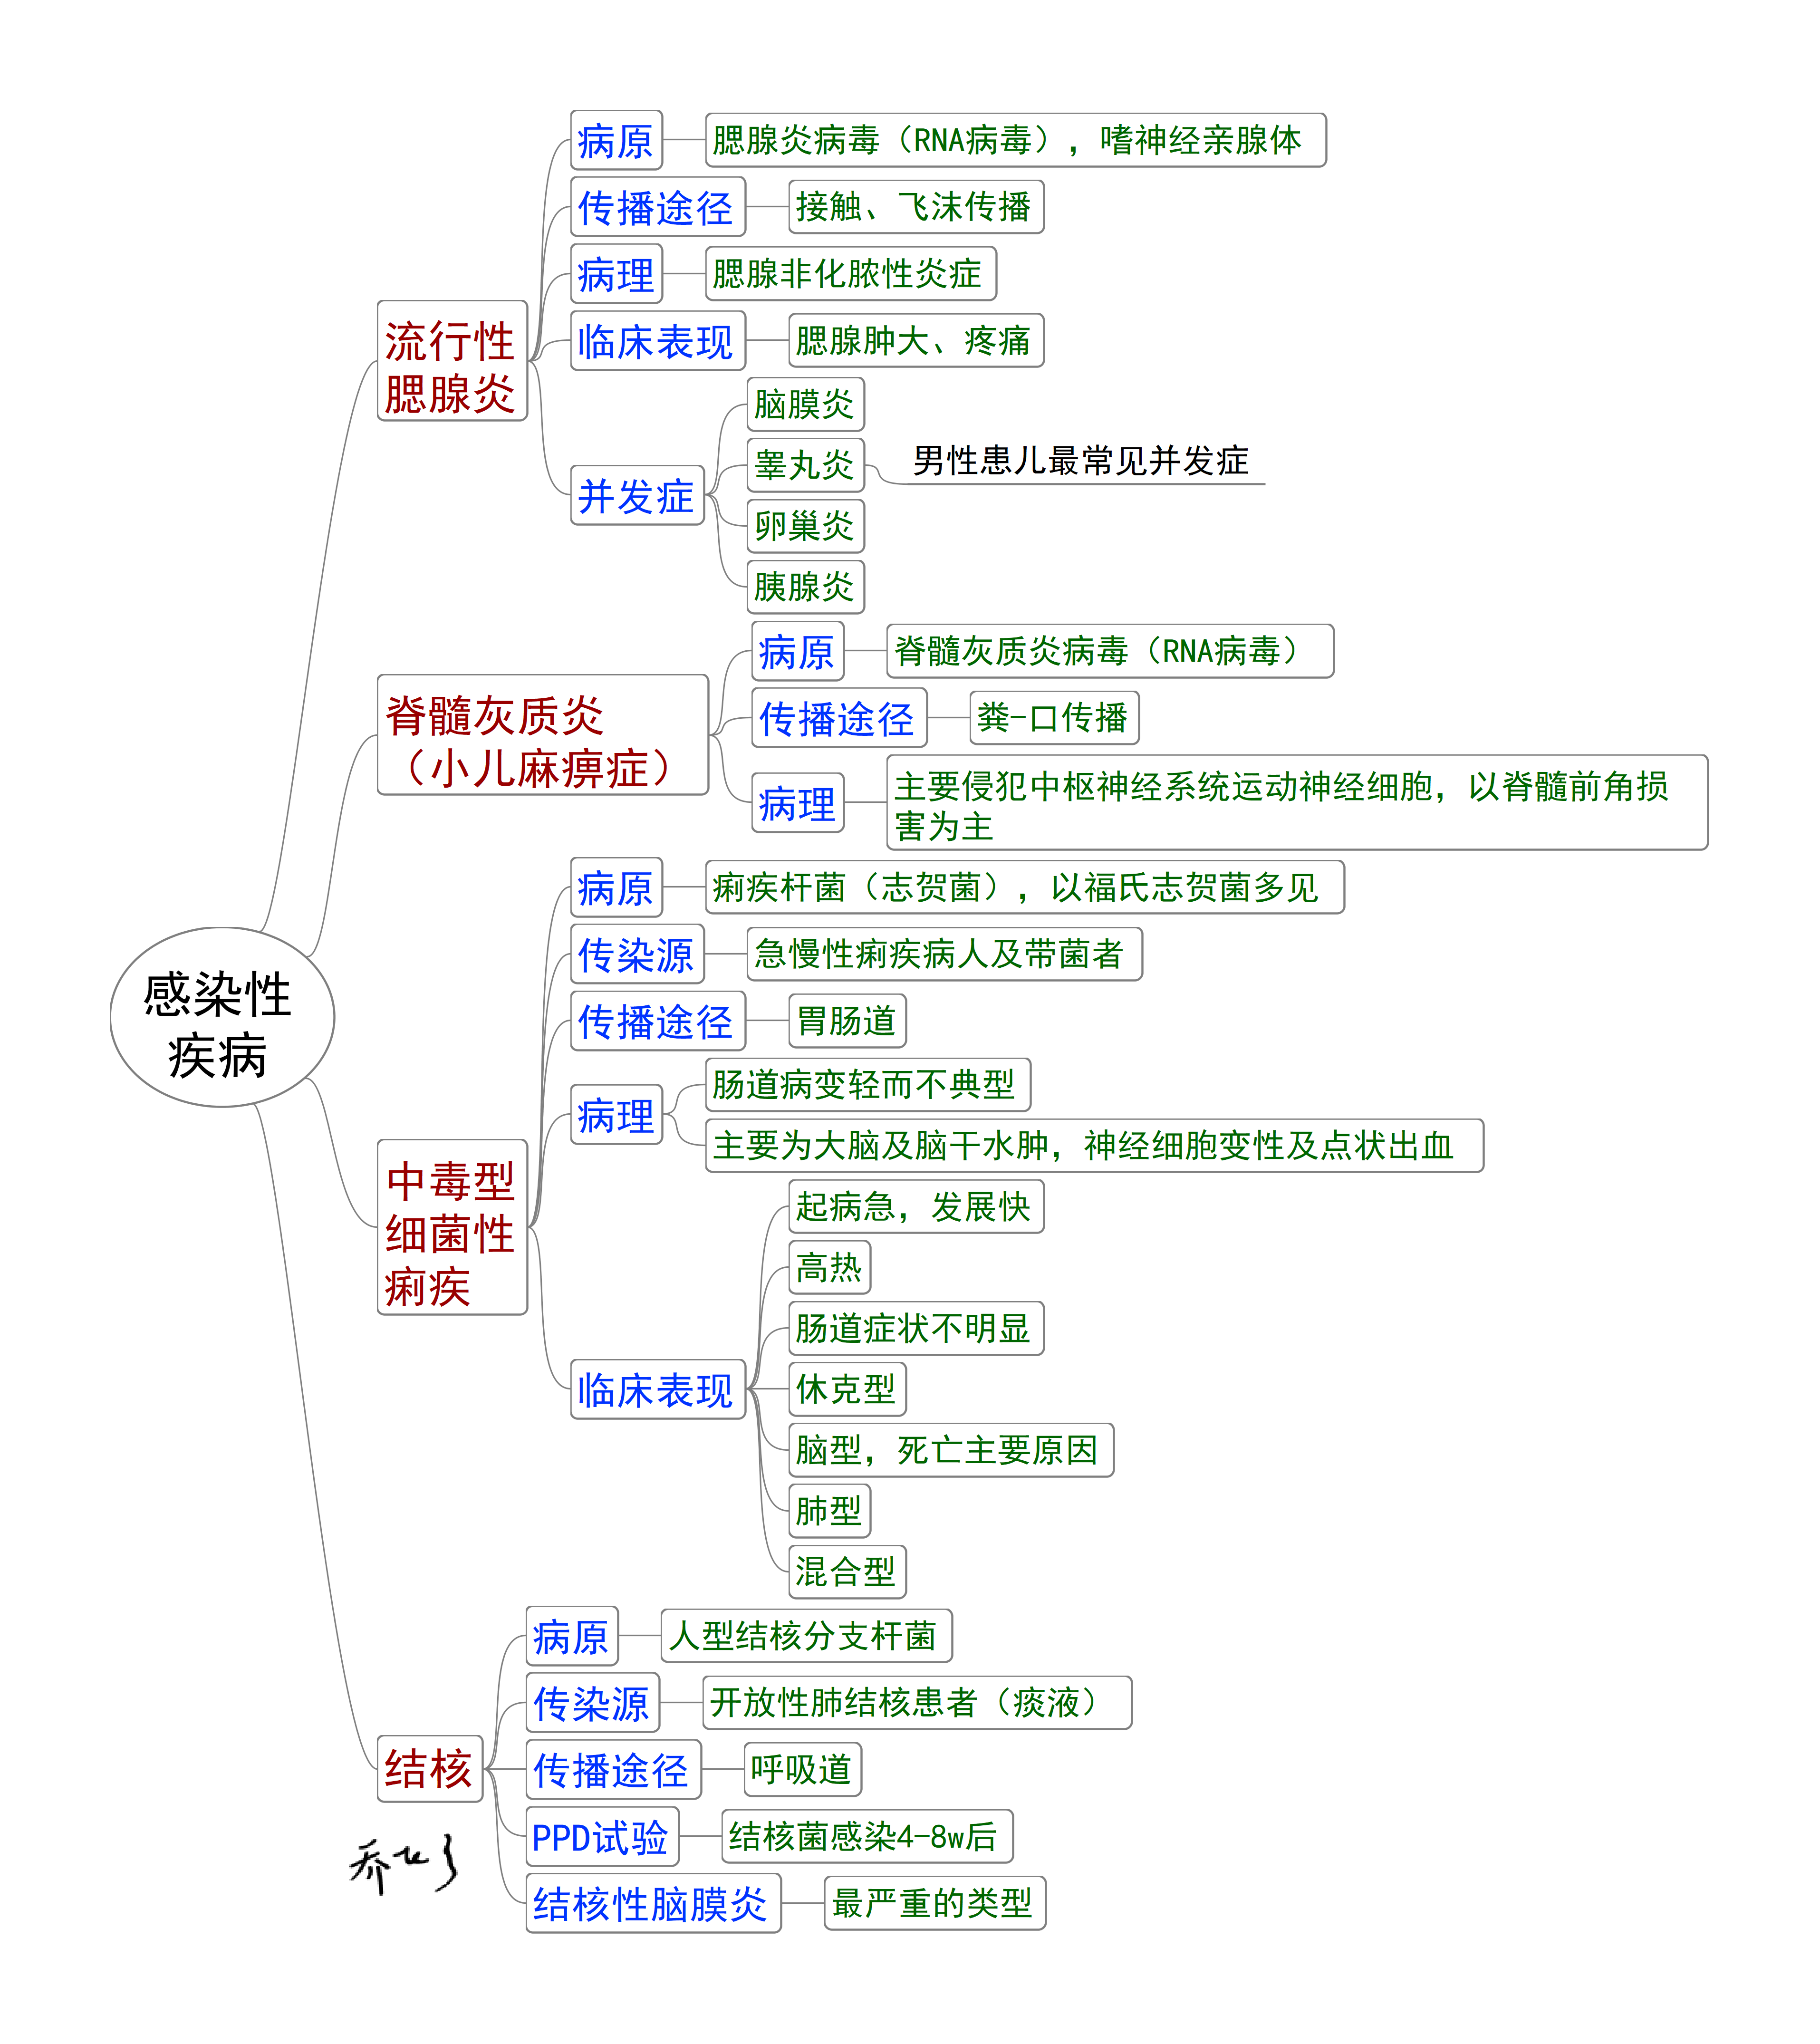 感染性
疾病
流行性
腮腺炎
病原
腮腺炎病毒（RNA病毒），嗜神经亲腺体
传播途径
接触、飞沫传播
病理
腮腺非化脓性炎症
临床表现
腮腺肿大、疼痛
并发症
脑膜炎
睾丸炎
男性患儿最常见并发症
卵巢炎
胰腺炎
脊髓灰质炎
（小儿麻痹症）
病原
脊髓灰质炎病毒（RNA病毒）
传播途径
粪-口传播
病理
主要侵犯中枢神经系统运动神经细胞，以脊髓前角损
害为主
中毒型
细菌性
痢疾
病原
痢疾杆菌（志贺菌），以福氏志贺菌多见
传染源
急慢性痢疾病人及带菌者
传播途径
胃肠道
病理
肠道病变轻而不典型
主要为大脑及脑干水肿，神经细胞变性及点状出血
临床表现
起病急，发展快
高热
肠道症状不明显
休克型
脑型，死亡主要原因
肺型
混合型
结核
病原
人型结核分支杆菌
传染源
开放性肺结核患者（痰液）
传播途径
呼吸道
PPD试验
结核菌感染4-8w后
结核性脑膜炎
最严重的类型